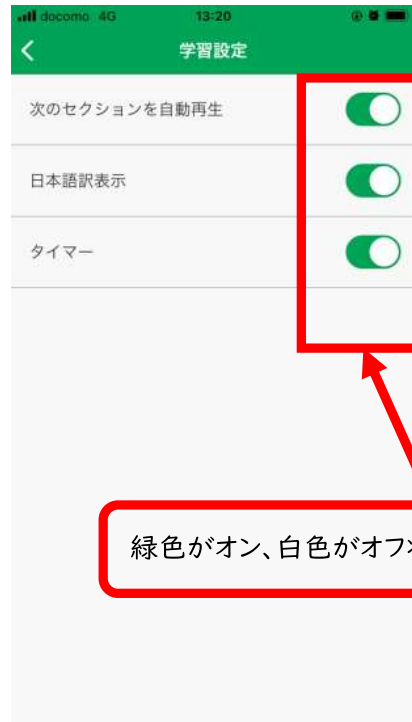 docomo 4G 13:20
学習設定
次のセクションを自動再生
日本語訳表示
タイマー
緑色がオン、白色がオフ